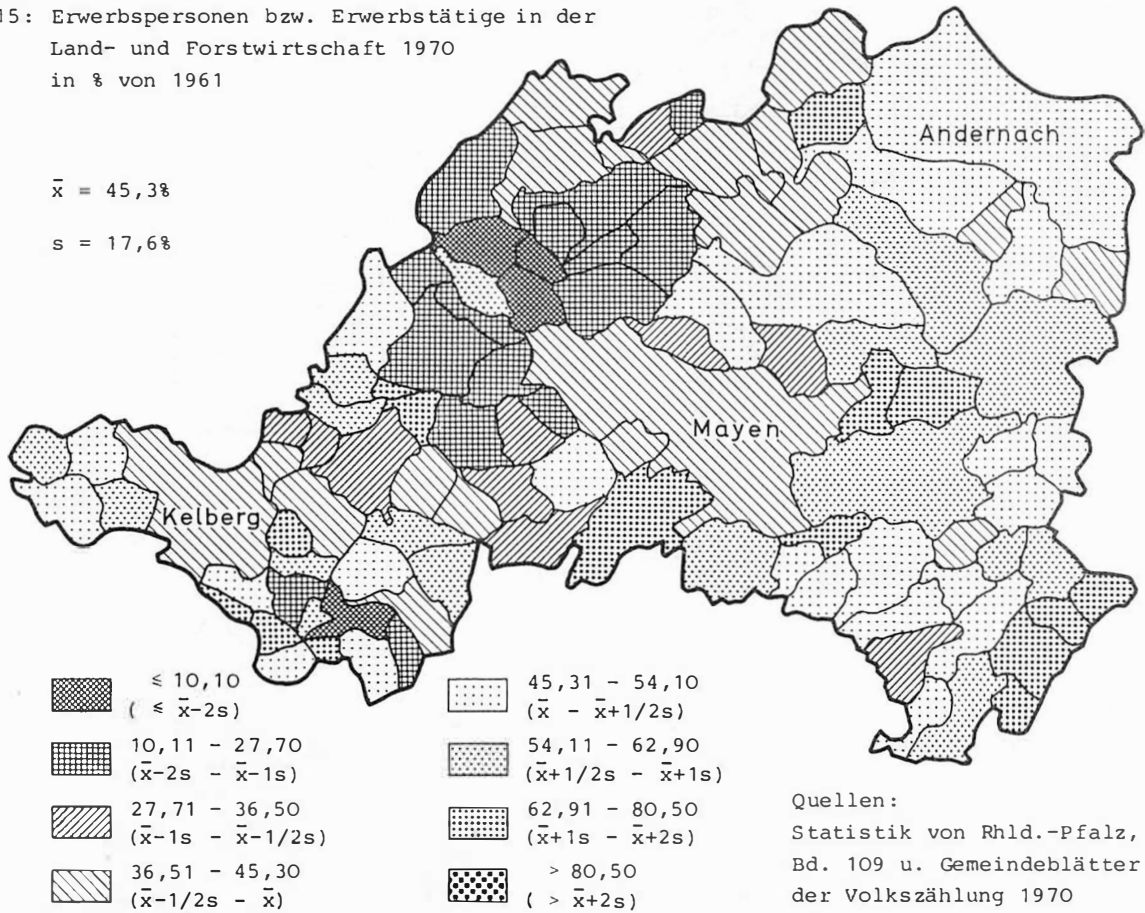 15: Erwerbspersonen bzw. Erwerbstätige in der
Land- und Forstwirtschaft 1970
in % von 1961
x̄ = 45,3%
s = 17,6%
Andernach
Mayen
Kelberg
≤ 10,10
( ≤ x̄-2s)
10,11 - 27,70
(x̄-2s - x̄-1s)
27,71 - 36,50
(x̄-1s - x̄-1/2s)
36,51 - 45,30
(x̄-1/2s - x̄)
45,31 - 54,10
(x̄ - x̄+1/2s)
54,11 - 62,90
(x̄+1/2s - x̄+1s)
62,91 - 80,50
(x̄+1s - x̄+2s)
> 80,50
( > x̄+2s)
Quellen:
Statistik von Rhld.-Pfalz,
Bd. 109 u. Gemeindeblätter
der Volkszählung 1970